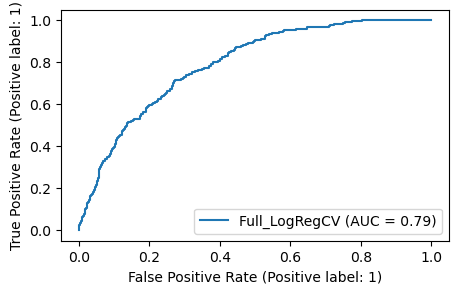 True Positive Rate (Positive label: 1)
1.0
0.8
0.6
0.4
0.2
0.0
Full_LogRegCV (AUC = 0.79)
0.0 0.2 0.4 0.6 0.8 1.0
False Positive Rate (Positive label: 1)